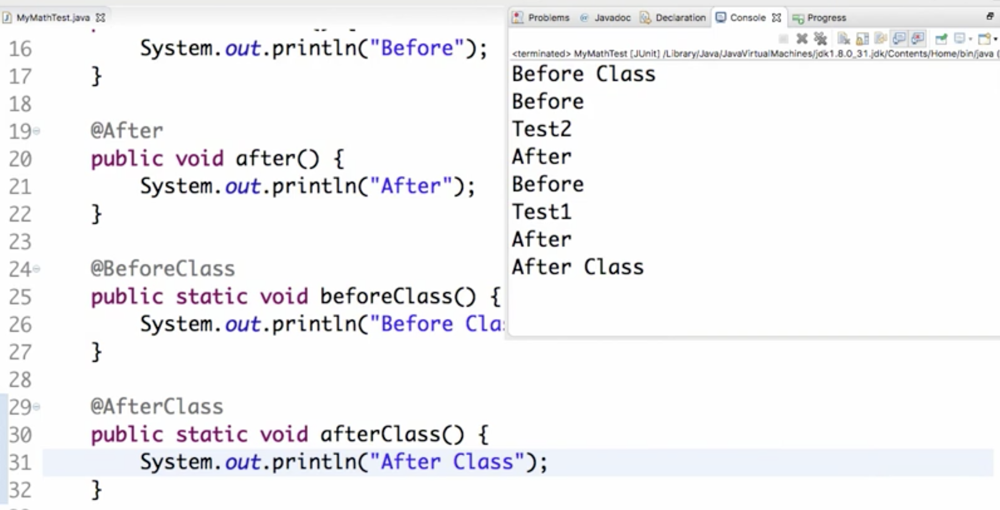 MyMathTest.java
16 System.out.println("Before");
17 }
18
19 @After
20 public void after() {
21 System.out.println("After");
22 }
23
24 @BeforeClass
25 public static void beforeClass() {
26 System.out.println("Before Cla
27 }
28
29 @AfterClass
30 public static void afterClass() {
31 System.out.println("After Class");
32 }
Problems @ Javadoc Declaration Console Progress
<terminated> MyMathTest [JUnit] /Library/Java/JavaVirtualMachines/jdk1.8.0_31.jdk/Contents/Home/bin/java (
Before Class
Before
Test2
After
Before
Test1
After
After Class